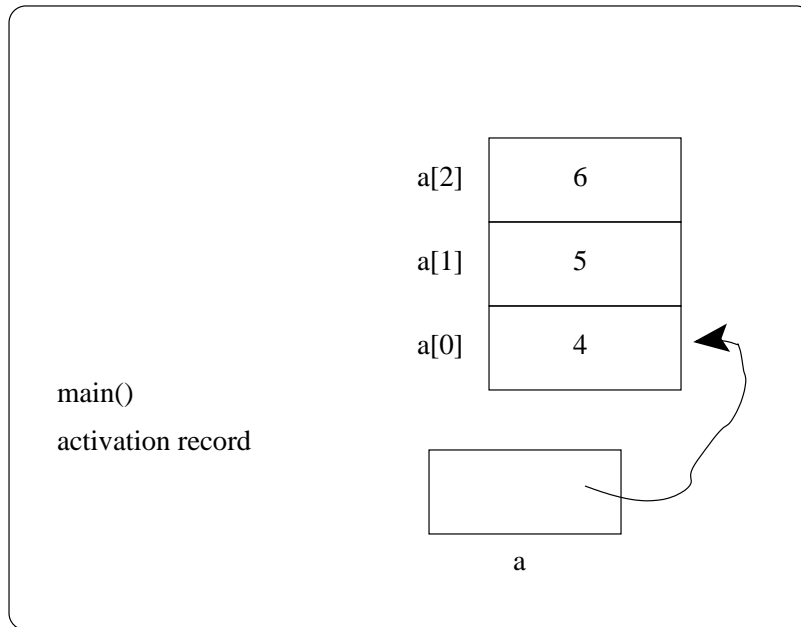 a[2] 6
a[1] 5
a[0] 4
main()
activation record
a